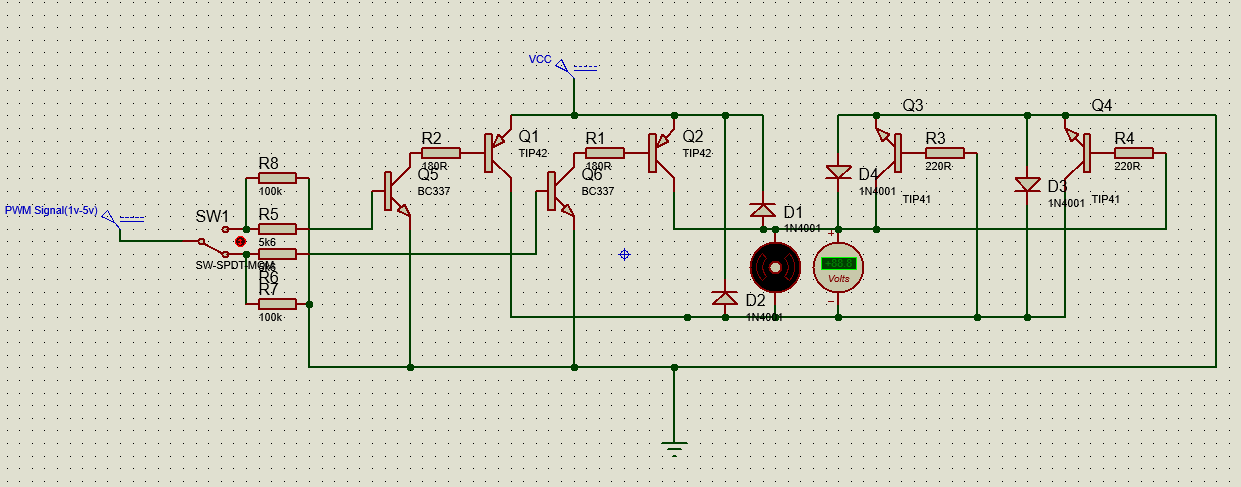 VCC
Q3
Q4
R2
180R
Q1
TIP42
R1
180R
Q2
TIP42
R3
220R
R4
220R
R8
100k
Q5
BC337
Q6
BC337
D4
1N4001
TIP41
D3
1N4001
TIP41
PWM Signal(1v-5v)
SW1
R5
5k6
D1
1N4001
+
+88.8
Volts
SW-SPDT-MOM
5k6
R6
R7
100k
D2
1N4001